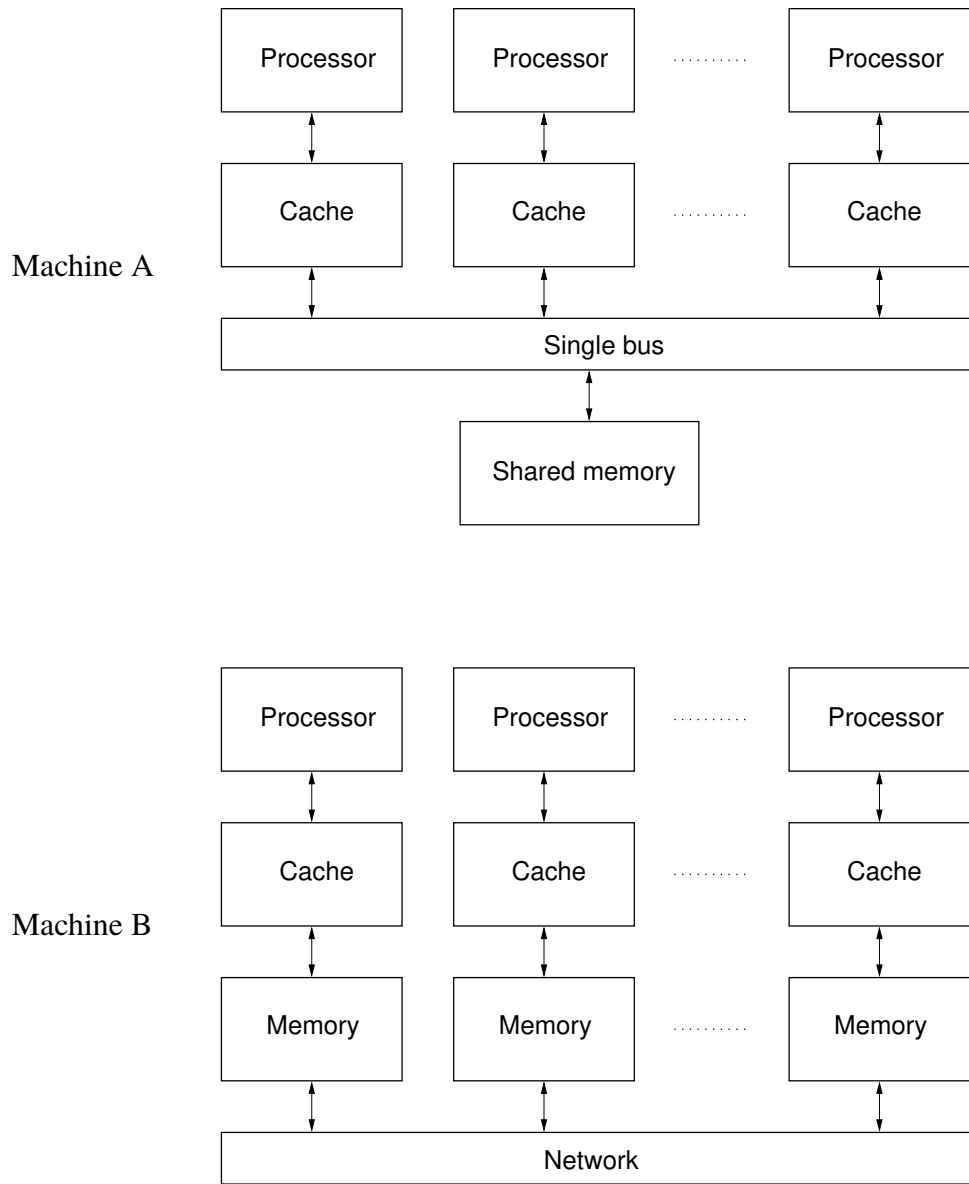 Processor Processor .......... Processor
Cache Cache .......... Cache
Machine A
Single bus
Shared memory
Processor Processor .......... Processor
Cache Cache .......... Cache
Machine B
Memory Memory .......... Memory
Network